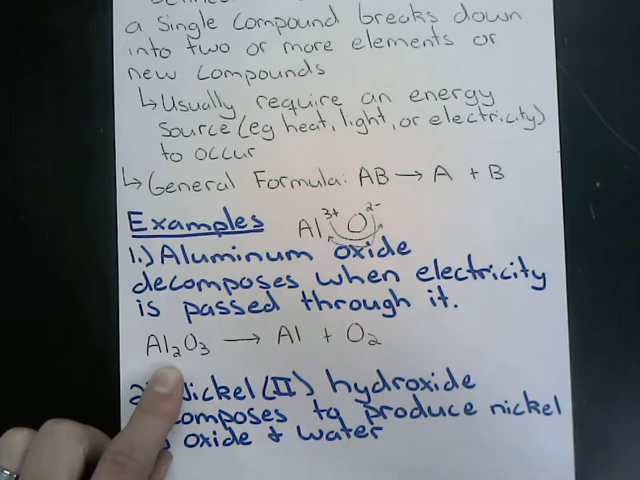 a single compound breaks down
into two or more elements or
new compounds
↳ Usually require an energy
source (eg heat, light, or electricity)
to occur
↳ General Formula: AB → A + B
Examples
Al³⁺ O²⁻
1.) Aluminum oxide
decomposes when electricity
is passed through it.
Al₂O₃ → Al + O₂
Nickel (II) hydroxide
to produce nickel
oxide & water